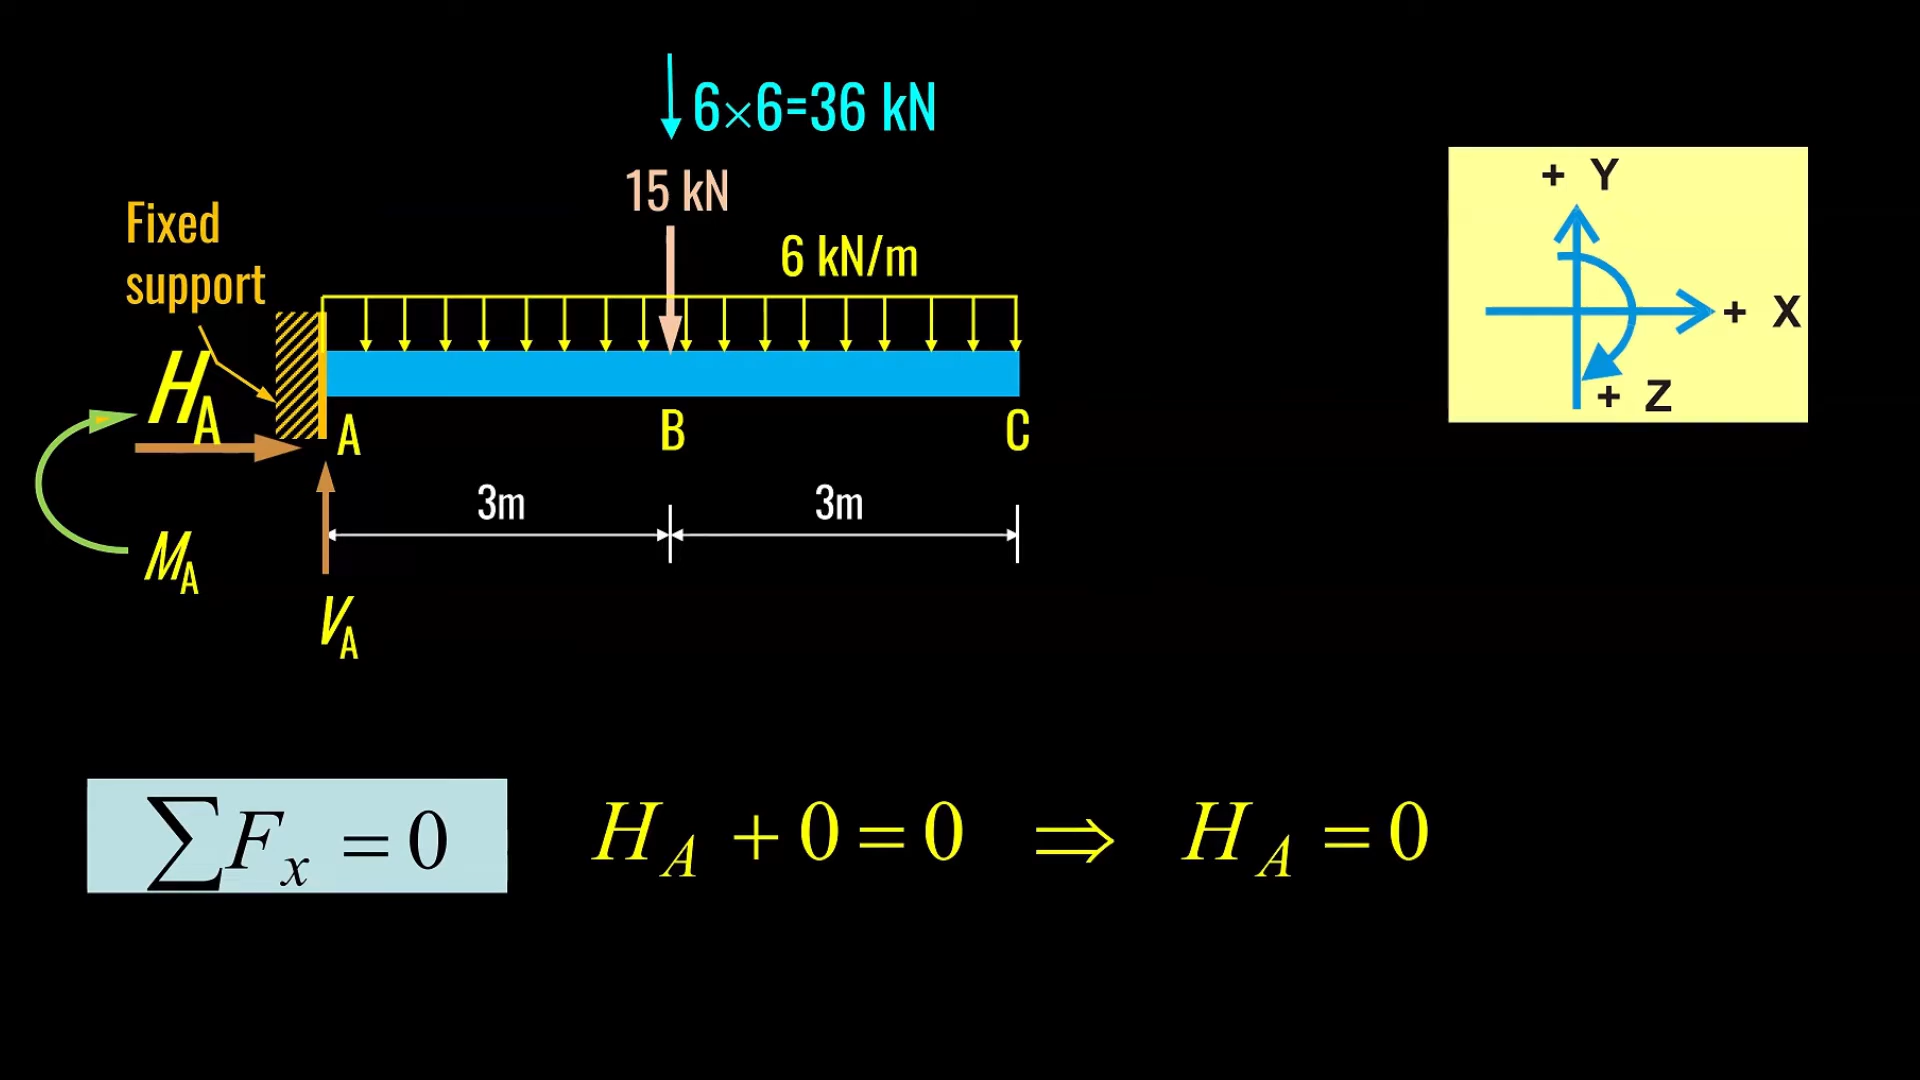 6×6=36 kN
15 kN
6 kN/m
Fixed
support
H_A
A
B
C
3m
3m
M_A
V_A
+ Y
+ X
+ Z
∑F_x = 0
H_A + 0 = 0 ⇒ H_A = 0